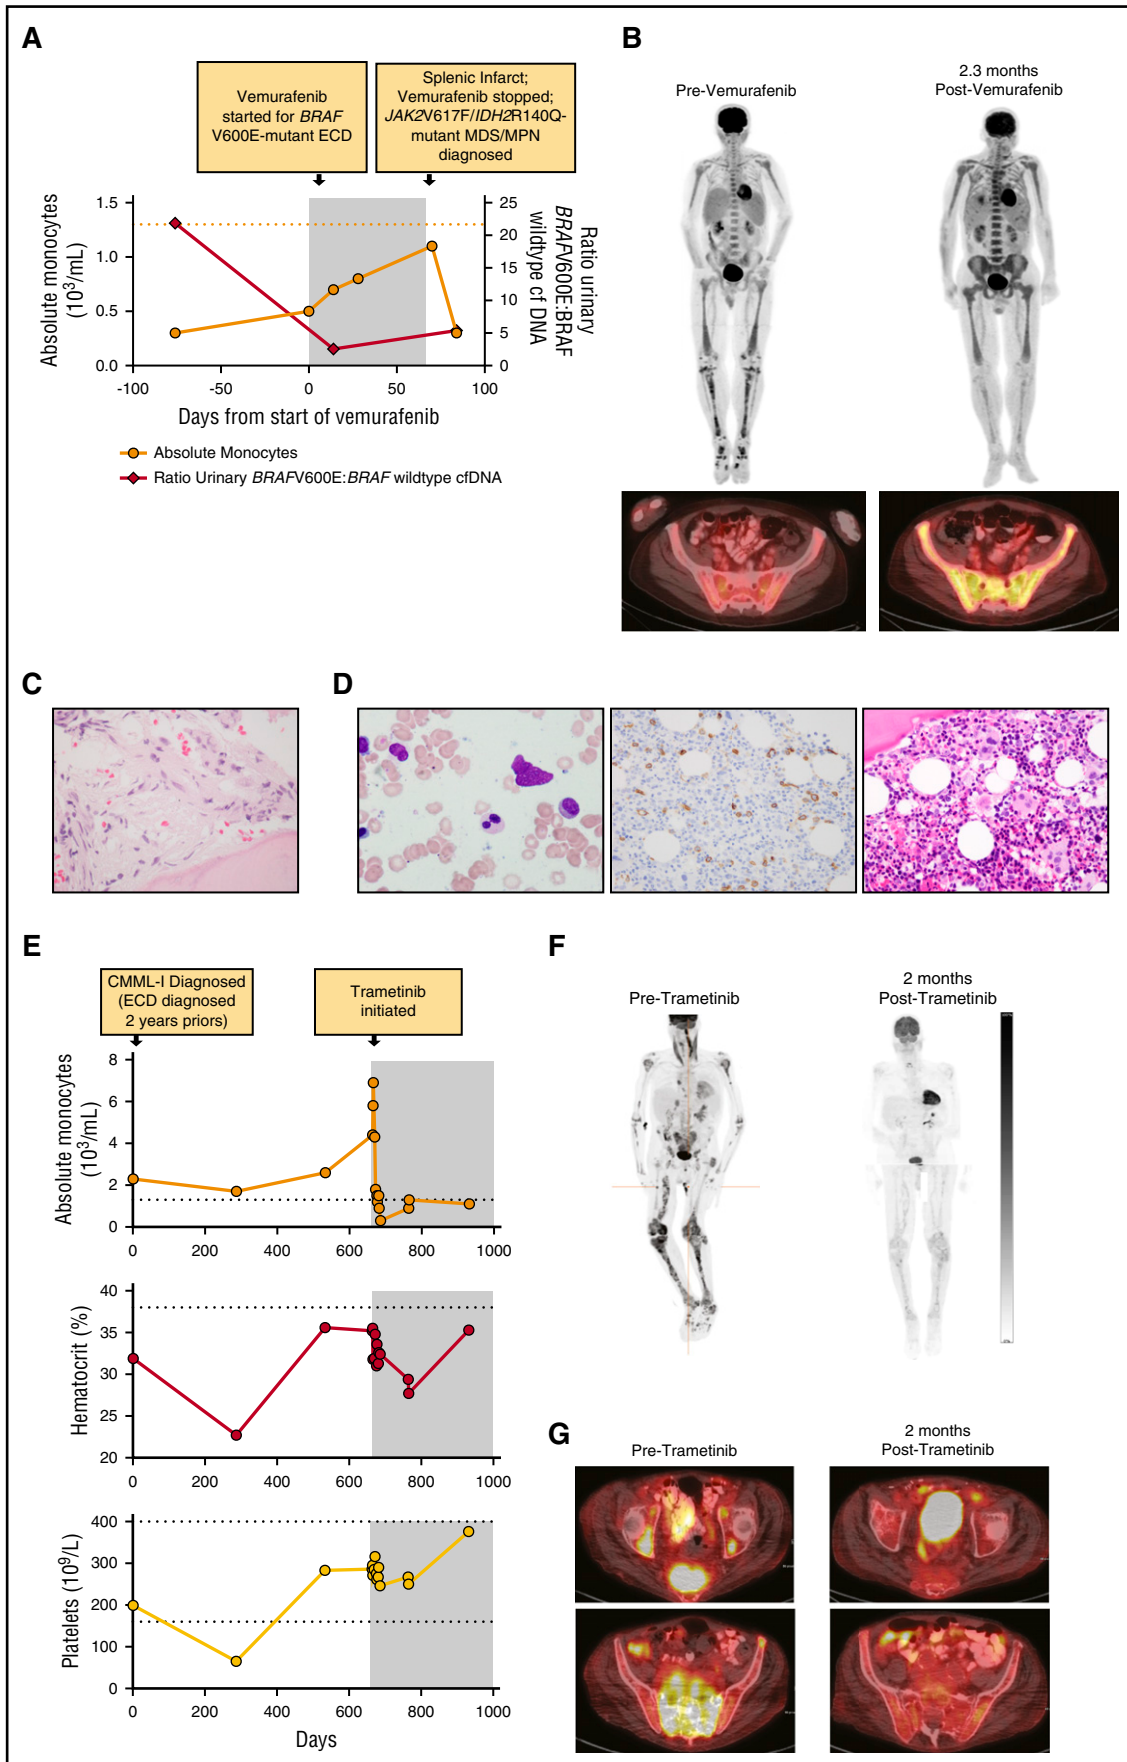 A
Vemurafenib
started for BRAF
V600E-mutant ECD
Splenic Infarct;
Vemurafenib stopped;
JAK2V617F/IDH2R140Q-
mutant MDS/MPN
diagnosed
Absolute monocytes
(10³/mL)
1.5
1.0
0.5
0.0
25
20
15
10
5
0
Ratio urinary
BRAFV600E:BRAF
wildtype cf DNA
-100
-50
0
50
100
Days from start of vemurafenib
Absolute Monocytes
Ratio Urinary BRAFV600E:BRAF wildtype cfDNA
B
Pre-Vemurafenib
2.3 months
Post-Vemurafenib
C
D
E
CMML-I Diagnosed
(ECD diagnosed
2 years priors)
Trametinib
initiated
Absolute monocytes
(10³/mL)
8
6
4
2
0
0
200
400
600
800
1000
Hematocrit (%)
40
35
30
25
20
0
200
400
600
800
1000
Platelets (10⁹/L)
400
300
200
100
0
0
200
400
600
800
1000
Days
F
Pre-Trametinib
2 months
Post-Trametinib
G
Pre-Trametinib
2 months
Post-Trametinib